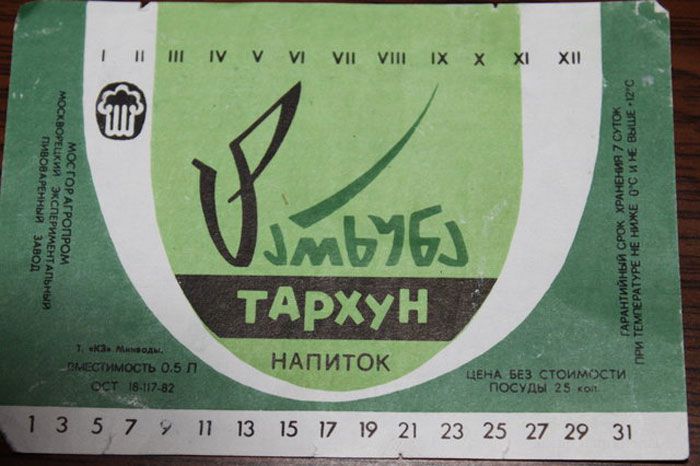 I II III IV V VI VII VIII IX X XI XII
МОСГОРАГРОПРОМ
МОСКВОРЕЦКИЙ ЭКСПЕРИМЕНТАЛЬНЫЙ
ПИВОВАРЕННЫЙ ЗАВОД
ტარხუნა
ТАРХУН
НАПИТОК
Т. «КЗ» Минводы.
ВМЕСТИМОСТЬ 0.5 Л
ОСТ 18-117-82
ЦЕНА БЕЗ СТОИМОСТИ
ПОСУДЫ 25 коп.
ГАРАНТИЙНЫЙ СРОК ХРАНЕНИЯ 7 СУТОК
ПРИ ТЕМПЕРАТУРЕ НЕ НИЖЕ 0°С И НЕ ВЫШЕ +12°С
1 3 5 7 9 11 13 15 17 19 21 23 25 27 29 31